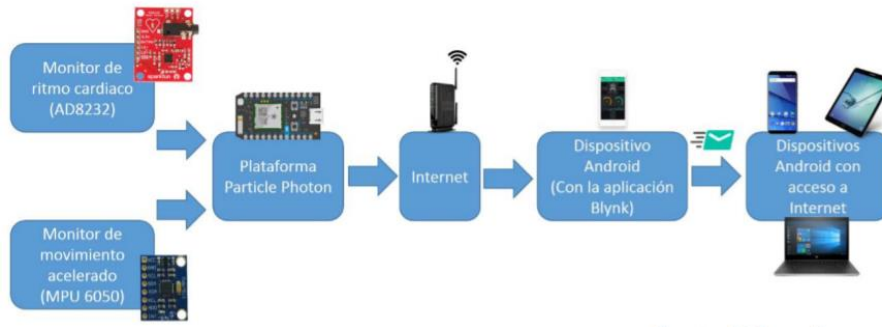 Monitor de
ritmo cardiaco
(AD8232)
Plataforma
Particle Photon
Internet
Dispositivo
Android
(Con la aplicación
Blynk)
Dispositivos
Android con
acceso a
Internet
Monitor de
movimiento
acelerado
(MPU 6050)